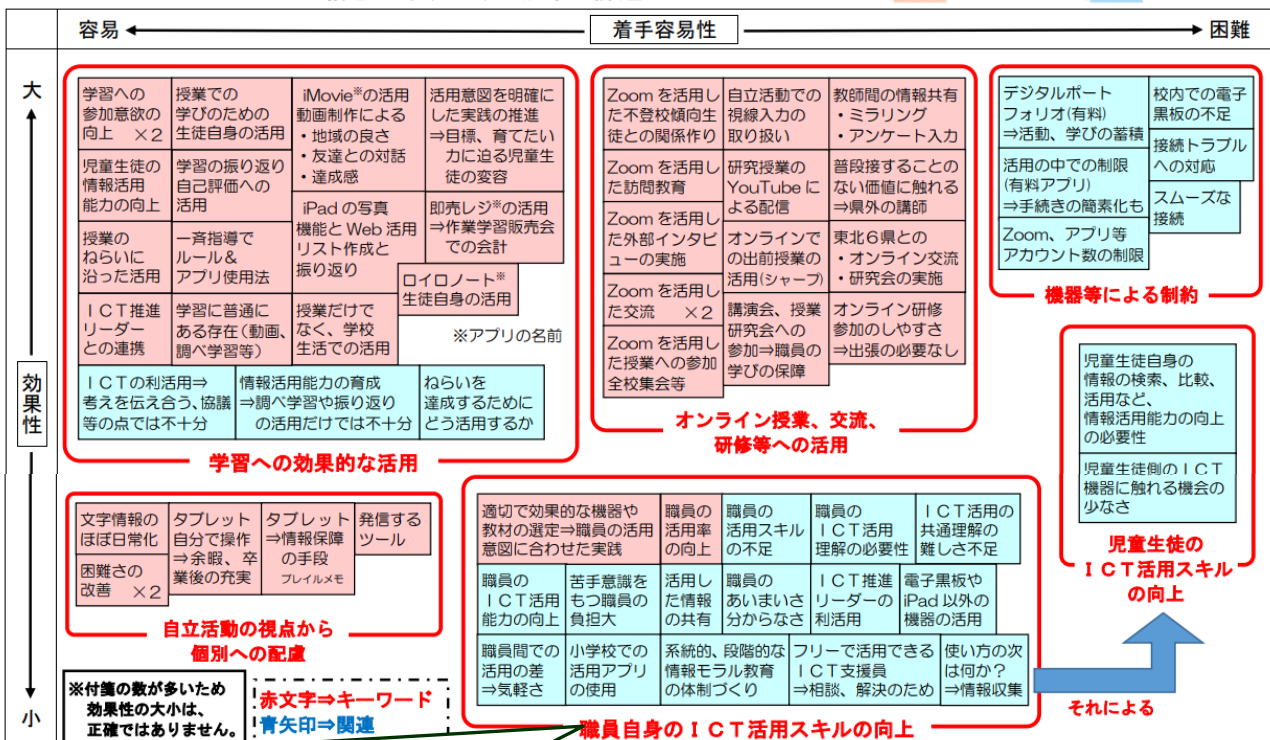 容易
着手容易性
困難
大
効果性
小
学習への
参加意欲の
向上 ×2
授業での
学びのための
生徒自身の活用
iMovie※の活用
動画制作による
・地域の良さ
・友達との対話
・達成感
活用意図を明確に
した実践の推進
⇒目標、育てたい
力に迫る児童生
徒の変容
児童生徒の
情報活用
能力の向上
学習の振り返り
自己評価への
活用
iPadの写真
機能とWeb活用
リスト作成と
振り返り
即売レジ※の活用
⇒作業学習販売会
での会計
授業の
ねらいに
沿った活用
一斉指導で
ルール&
アプリ使用法
ロイロノート※
生徒自身の活用
ICT推進
リーダー
との連携
学習に普通に
ある存在(動画、
調べ学習等)
授業だけで
なく、学校
生活での活用
※アプリの名前
ICTの利活用⇒
考えを伝え合う、協議
等の点では不十分
情報活用能力の育成
⇒調べ学習や振り返り
の活用だけでは不十分
ねらいを
達成するために
どう活用するか
学習への効果的な活用
Zoomを活用し
た不登校傾向生
徒との関係作り
自立活動での
視線入力の
取り扱い
教師間の情報共有
・ミラリング
・アンケート入力
Zoomを活用し
た訪問教育
研究授業の
YouTubeに
よる配信
普段接することの
ない価値に触れる
⇒県外の講師
Zoomを活用し
た外部インタビ
ューの実施
オンラインで
の出前授業の
活用(シャープ)
東北6県との
・オンライン交流
・研究会の実施
Zoomを活用し
た交流 ×2
講演会、授業
研究会への
参加⇒職員の
学びの保障
オンライン研修
参加のしやすさ
⇒出張の必要なし
Zoomを活用し
た授業への参加
全校集会等
オンライン授業、交流、
研修等への活用
デジタルポート
フォリオ(有料)
⇒活動、学びの蓄積
校内での電子
黒板の不足
活用の中での制限
(有料アプリ)
⇒手続きの簡素化も
接続トラブル
への対応
Zoom、アプリ等
アカウント数の制限
スムーズな
接続
機器等による制約
児童生徒自身の
情報の検索、比較、
活用など、
情報活用能力の向上
の必要性
児童生徒側のICT
機器に触れる機会の
少なさ
児童生徒の
ICT活用スキル
の向上
文字情報の
ほぼ日常化
タブレット
自分で操作
⇒余暇、卒
業後の充実
タブレット
⇒情報保障
の手段
ブレイルメモ
発信する
ツール
困難さの
改善 ×2
自立活動の視点から
個別への配慮
適切で効果的な機器や
教材の選定⇒職員の活用
意図に合わせた実践
職員の
活用率
の向上
職員の
活用スキル
の不足
職員の
ICT活用
理解の必要性
ICT活用の
共通理解の
難しさ不足
職員の
ICT活用
能力の向上
苦手意識を
もつ職員の
負担大
活用し
た情報
の共有
職員の
あいまいさ
分からなさ
ICT推進
リーダーの
利活用
電子黒板や
iPad以外の
機器の活用
職員間での
活用の差
⇒気軽さ
小学校での
活用アプリ
の使用
系統的、段階的な
情報モラル教育
の体制づくり
フリーで活用できる
ICT支援員
⇒相談、解決のため
使い方の次
は何か?
⇒情報収集
職員自身のICT活用スキルの向上
それによる
※付箋の数が多いため
効果性の大小は、
正確ではありません。
赤文字⇒キーワード
青矢印⇒関連